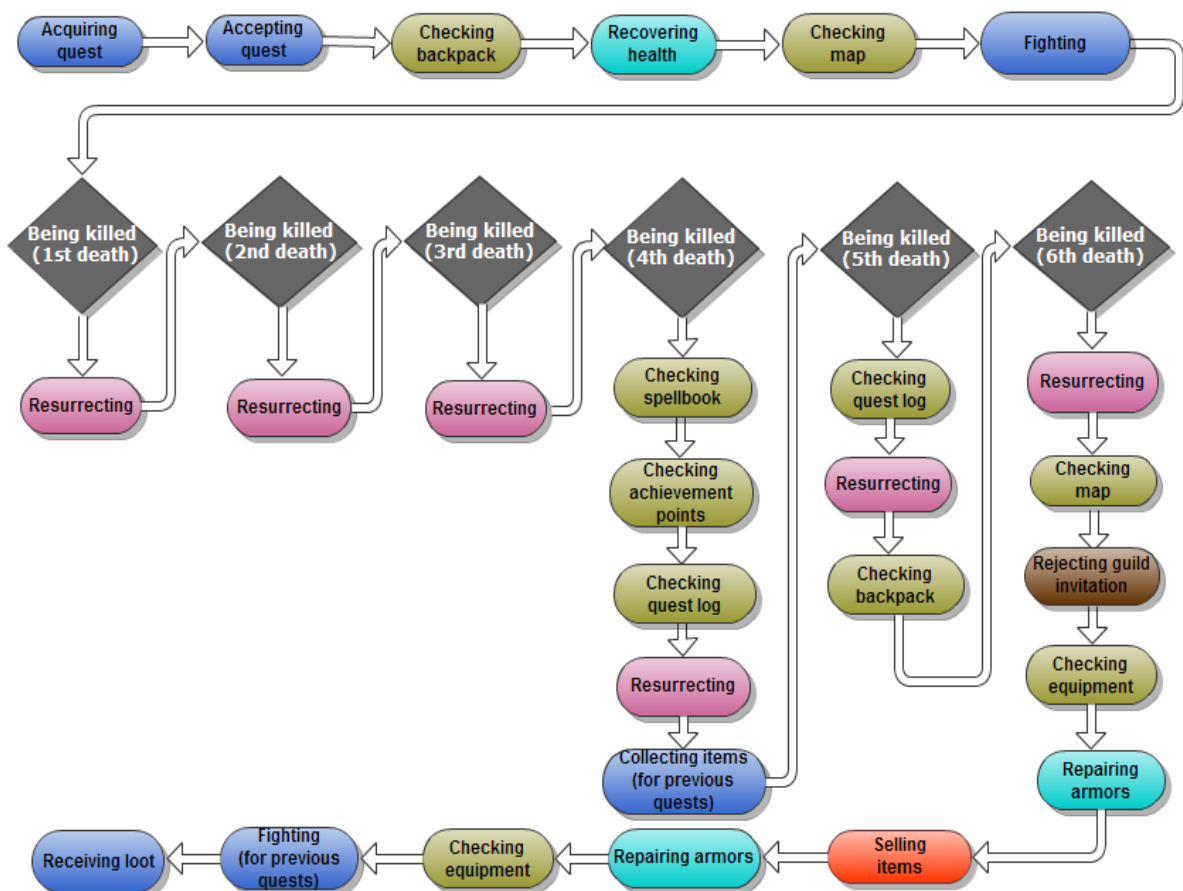 Acquiring
quest
Accepting
quest
Checking
backpack
Recovering
health
Checking
map
Fighting
Being killed
(1st death)
Resurrecting
Being killed
(2nd death)
Resurrecting
Being killed
(3rd death)
Resurrecting
Being killed
(4th death)
Checking
spellbook
Checking
achievement
points
Checking
quest log
Resurrecting
Collecting items
(for previous
quests)
Being killed
(5th death)
Checking
quest log
Resurrecting
Checking
backpack
Being killed
(6th death)
Resurrecting
Checking
map
Rejecting guild
invitation
Checking
equipment
Repairing
armors
Selling
items
Repairing armors
Checking
equipment
Fighting
(for previous
quests)
Receiving loot